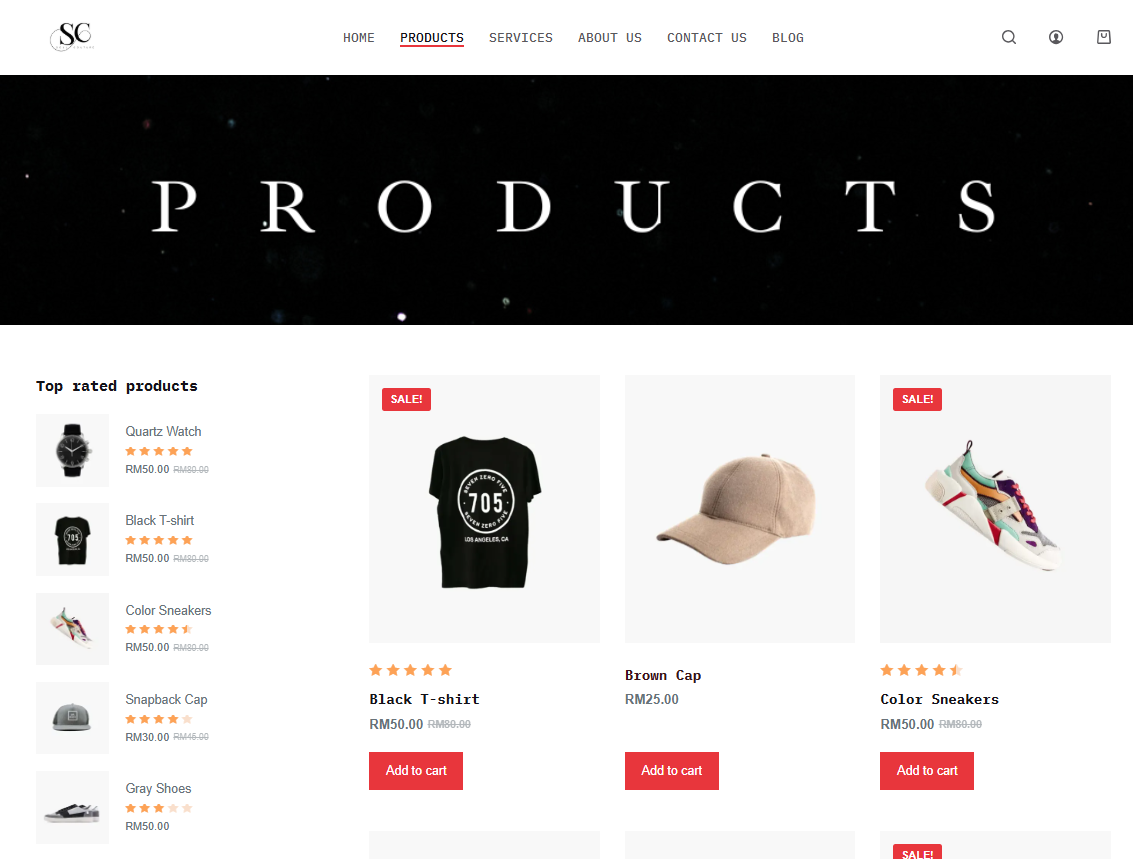 SC
HOME PRODUCTS SERVICES ABOUT US CONTACT US BLOG
PRODUCTS
Top rated products
Quartz Watch
RM50.00 RM80.00
Black T-shirt
RM50.00 RM80.00
Color Sneakers
RM50.00 RM80.00
Snapback Cap
RM30.00 RM45.00
Gray Shoes
RM50.00
SALE!
SEVEN ZERO FIVE
705
SEVEN ZERO FIVE
LOS ANGELES, CA
Black T-shirt
RM50.00 RM80.00
Add to cart
Brown Cap
RM25.00
Add to cart
SALE!
Color Sneakers
RM50.00 RM80.00
Add to cart
SALE!